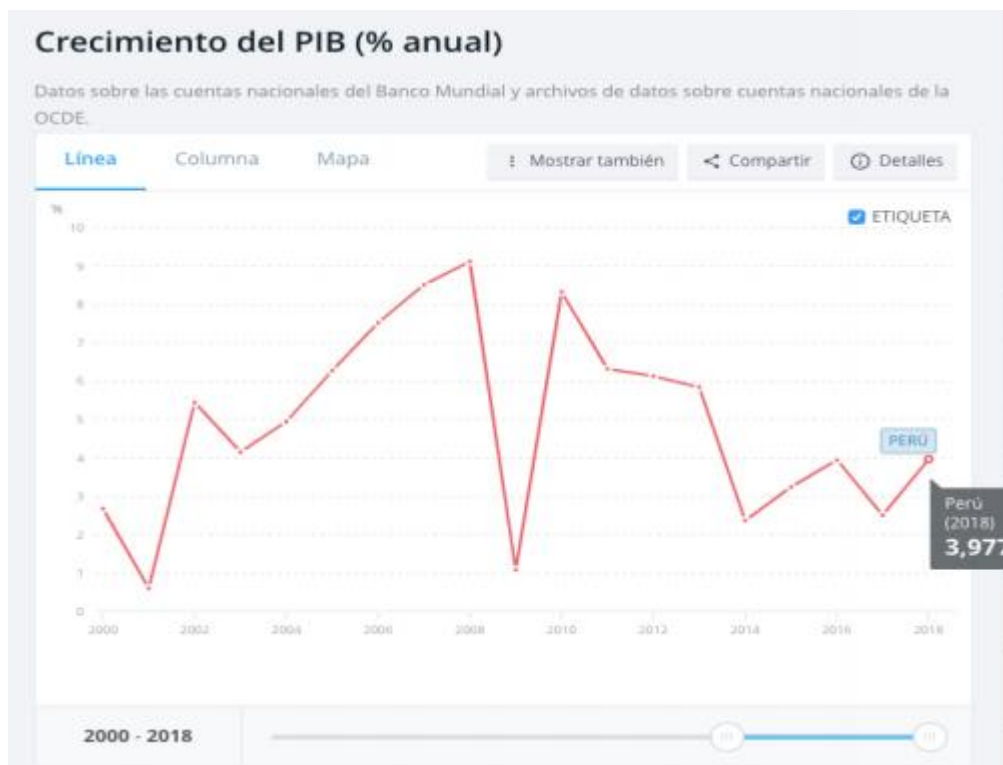 Crecimiento del PIB (% anual)
Datos sobre las cuentas nacionales del Banco Mundial y archivos de datos sobre cuentas nacionales de la
OCDE.
Línea Columna Mapa Mostrar también Compartir Detalles
%
ETIQUETA
10
9
8
7
6
5
4
3
2
1
0
PERÚ
Perú
(2018)
3,977
2000 2002 2004 2006 2008 2010 2012 2014 2016 2018
2000 - 2018